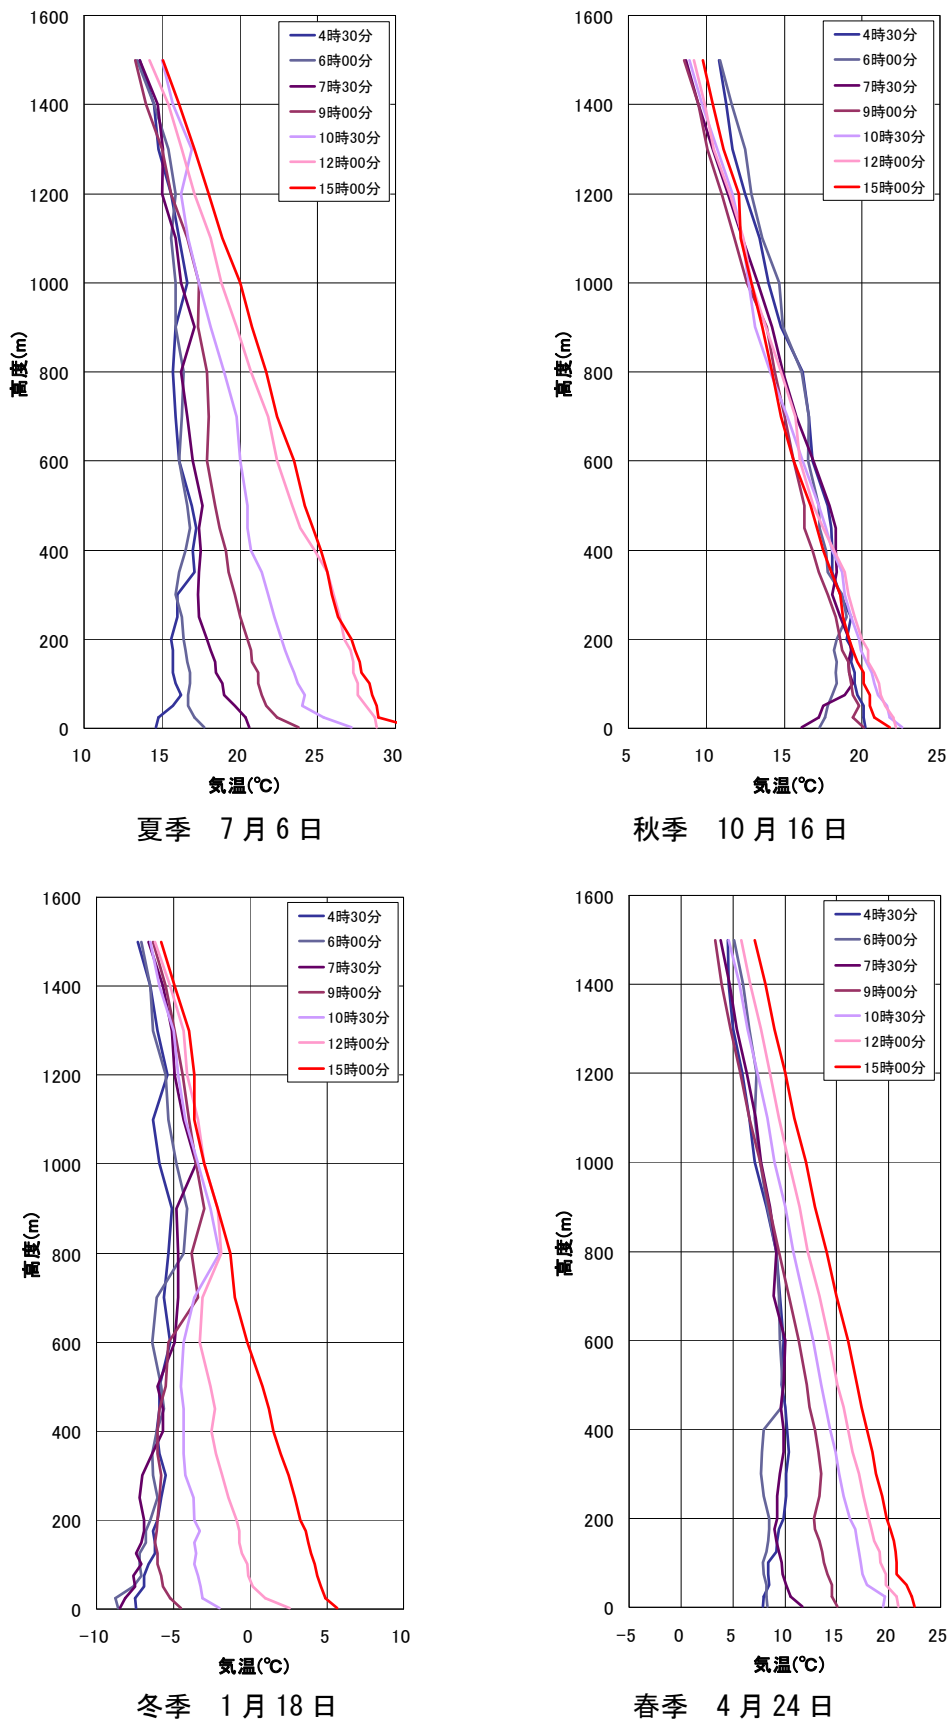 1600
1400
1200
1000
800
600
400
200
0
高度(m)
4時30分
6時00分
7時30分
9時00分
10時30分
12時00分
15時00分
10 15 20 25 30
気温(℃)
夏季 7月6日
1600
1400
1200
1000
800
600
400
200
0
高度(m)
4時30分
6時00分
7時30分
9時00分
10時30分
12時00分
15時00分
5 10 15 20 25
気温(℃)
秋季 10月16日
1600
1400
1200
1000
800
600
400
200
0
高度(m)
4時30分
6時00分
7時30分
9時00分
10時30分
12時00分
15時00分
-10 -5 0 5 10
気温(℃)
冬季 1月18日
1600
1400
1200
1000
800
600
400
200
0
高度(m)
4時30分
6時00分
7時30分
9時00分
10時30分
12時00分
15時00分
-5 0 5 10 15 20 25
気温(℃)
春季 4月24日